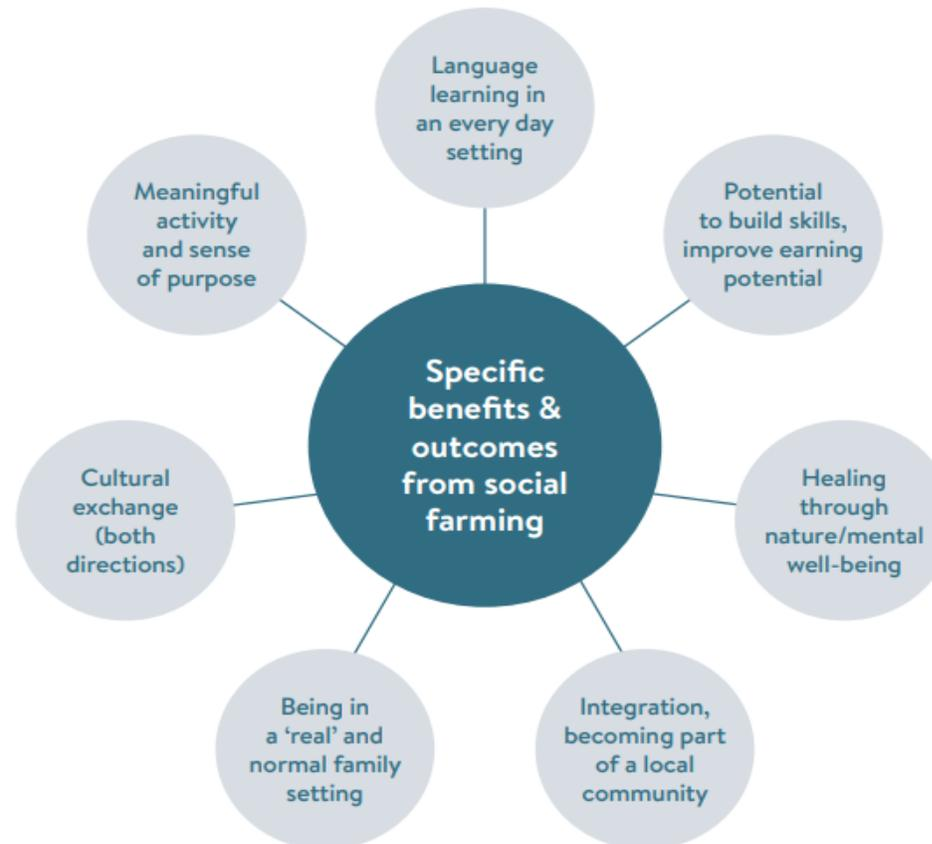 Language
learning in
an every day
setting
Potential
to build skills,
improve earning
potential
Healing
through
nature/mental
well-being
Integration,
becoming part
of a local
community
Being in
a ‘real’ and
normal family
setting
Cultural
exchange
(both
directions)
Meaningful
activity
and sense
of purpose
Specific
benefits &
outcomes
from social
farming